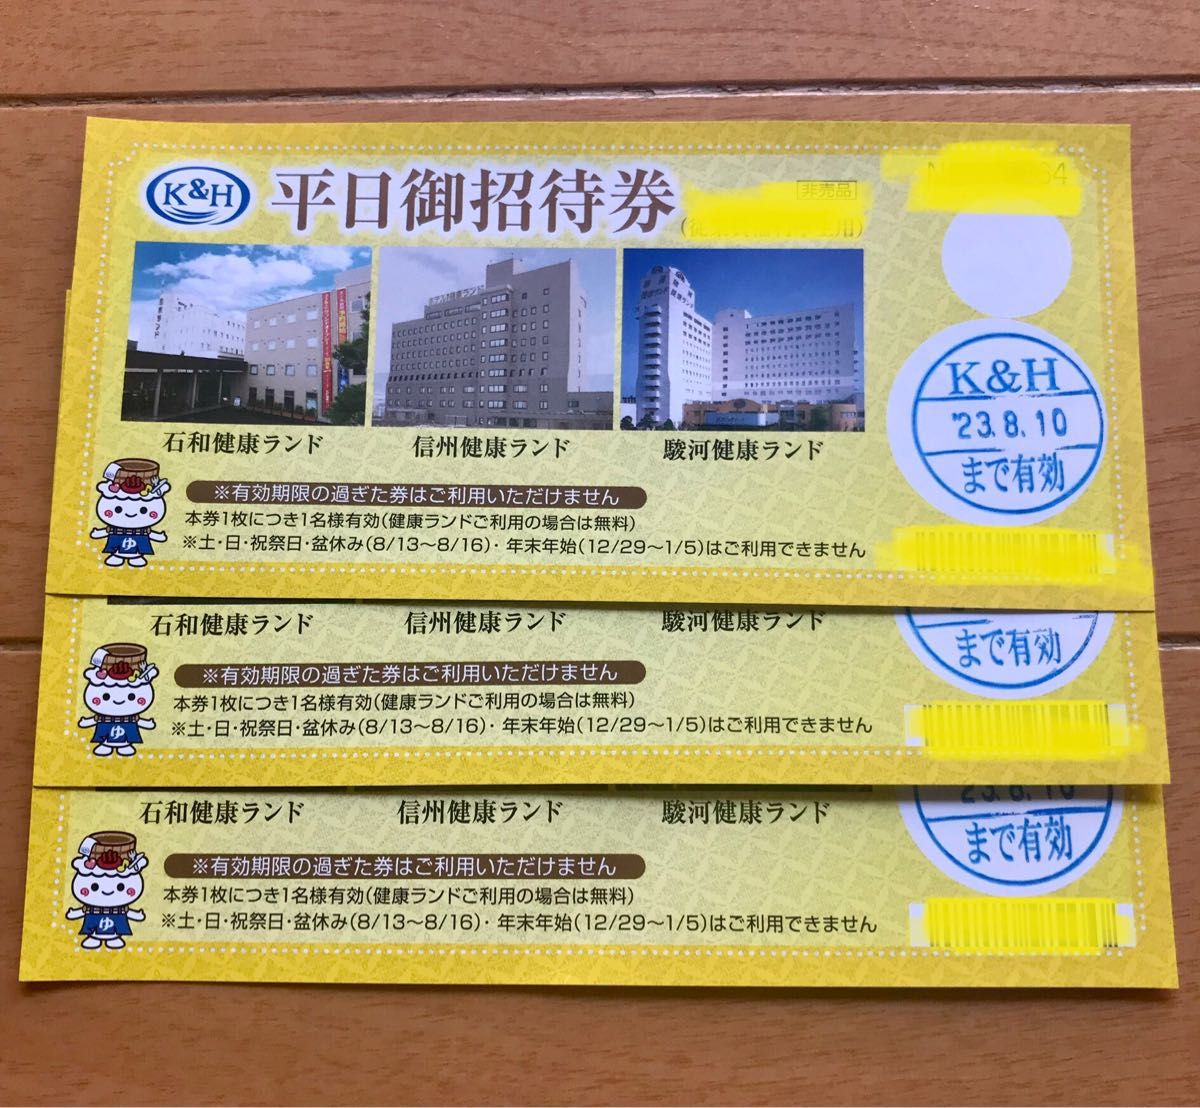 K&H
平日御招待券
非売品
64
石和健康ランド
信州健康ランド
駿河健康ランド
K&H
'23.8.10
まで有効
※有効期限の過ぎた券はご利用いただけません
本券1枚につき1名様有効(健康ランドご利用の場合は無料)
※土・日・祝祭日・盆休み(8/13〜8/16)・年末年始(12/29〜1/5)はご利用できません
ゆ
石和健康ランド
信州健康ランド
駿河健康ランド
まで有効
※有効期限の過ぎた券はご利用いただけません
本券1枚につき1名様有効(健康ランドご利用の場合は無料)
※土・日・祝祭日・盆休み(8/13〜8/16)・年末年始(12/29〜1/5)はご利用できません
ゆ
石和健康ランド
信州健康ランド
駿河健康ランド
23.8.10
まで有効
※有効期限の過ぎた券はご利用いただけません
本券1枚につき1名様有効(健康ランドご利用の場合は無料)
※土・日・祝祭日・盆休み(8/13〜8/16)・年末年始(12/29〜1/5)はご利用できません
ゆ